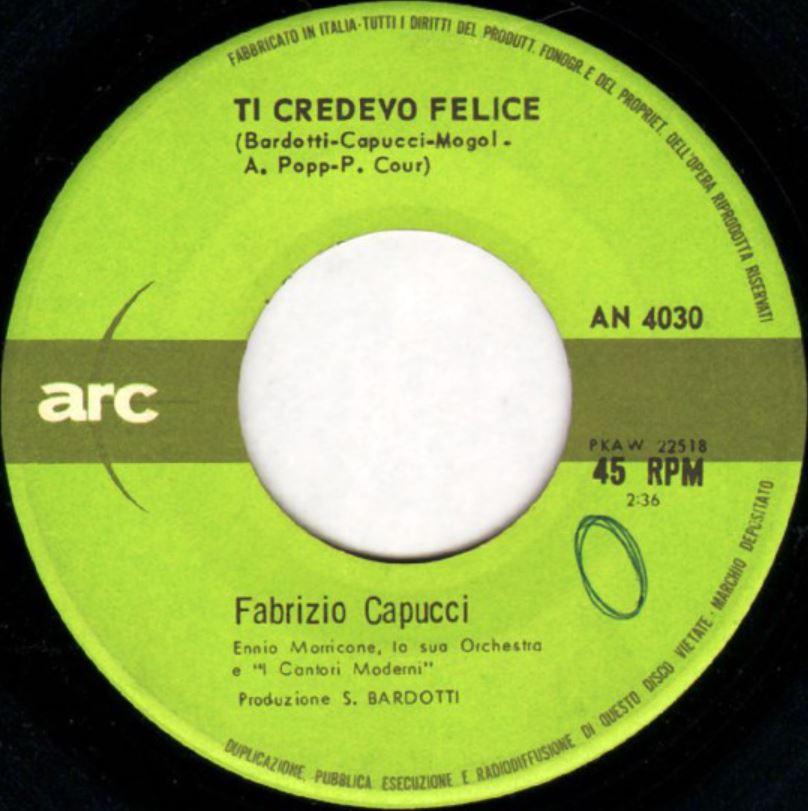 FABBRICATO IN ITALIA-TUTTI I DIRITTI DEL PRODUTT. FONOGR. E DEL PROPRIET. DELL'OPERA RIPRODOTTA RISERVATI
TI CREDEVO FELICE
(Bardotti-Capucci-Mogol-
A. Popp-P. Cour)
AN 4030
arc
PKAW 22518
45 RPM
2:36
Fabrizio Capucci
Ennio Morricone, la sua Orchestra
e "I Cantori Moderni"
Produzione S. BARDOTTI
DUPLICAZIONE, PUBBLICA ESECUZIONE E RADIODIFFUSIONE DI QUESTO DISCO VIETATE - MARCHIO DEPOSITATO